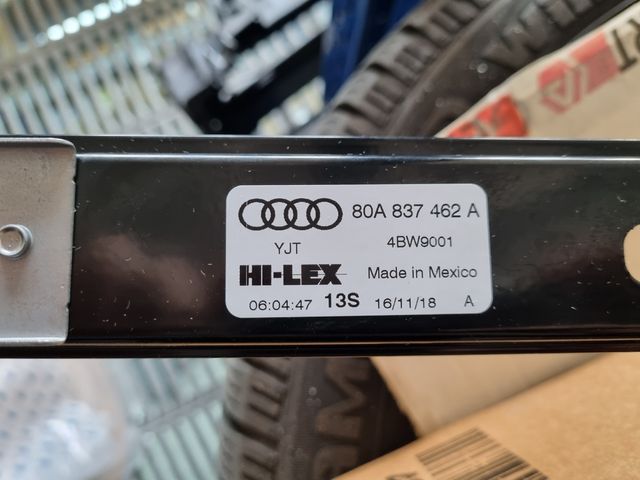 80A 837 462 A
YJT 4BW9001
HI-LEX Made in Mexico
06:04:47 13S 16/11/18 A